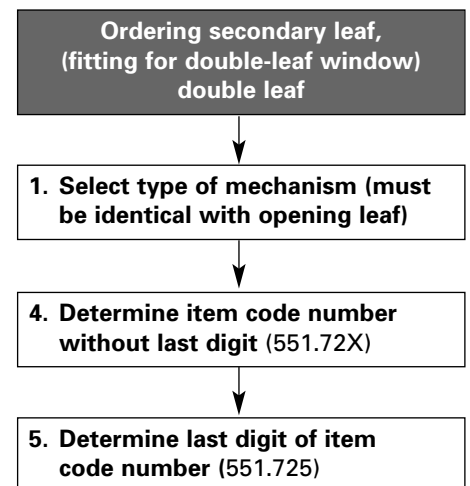 Ordering secondary leaf,
(fitting for double-leaf window)
double leaf
1. Select type of mechanism (must
be identical with opening leaf)
4. Determine item code number
without last digit (551.72X)
5. Determine last digit of item
code number (551.725)